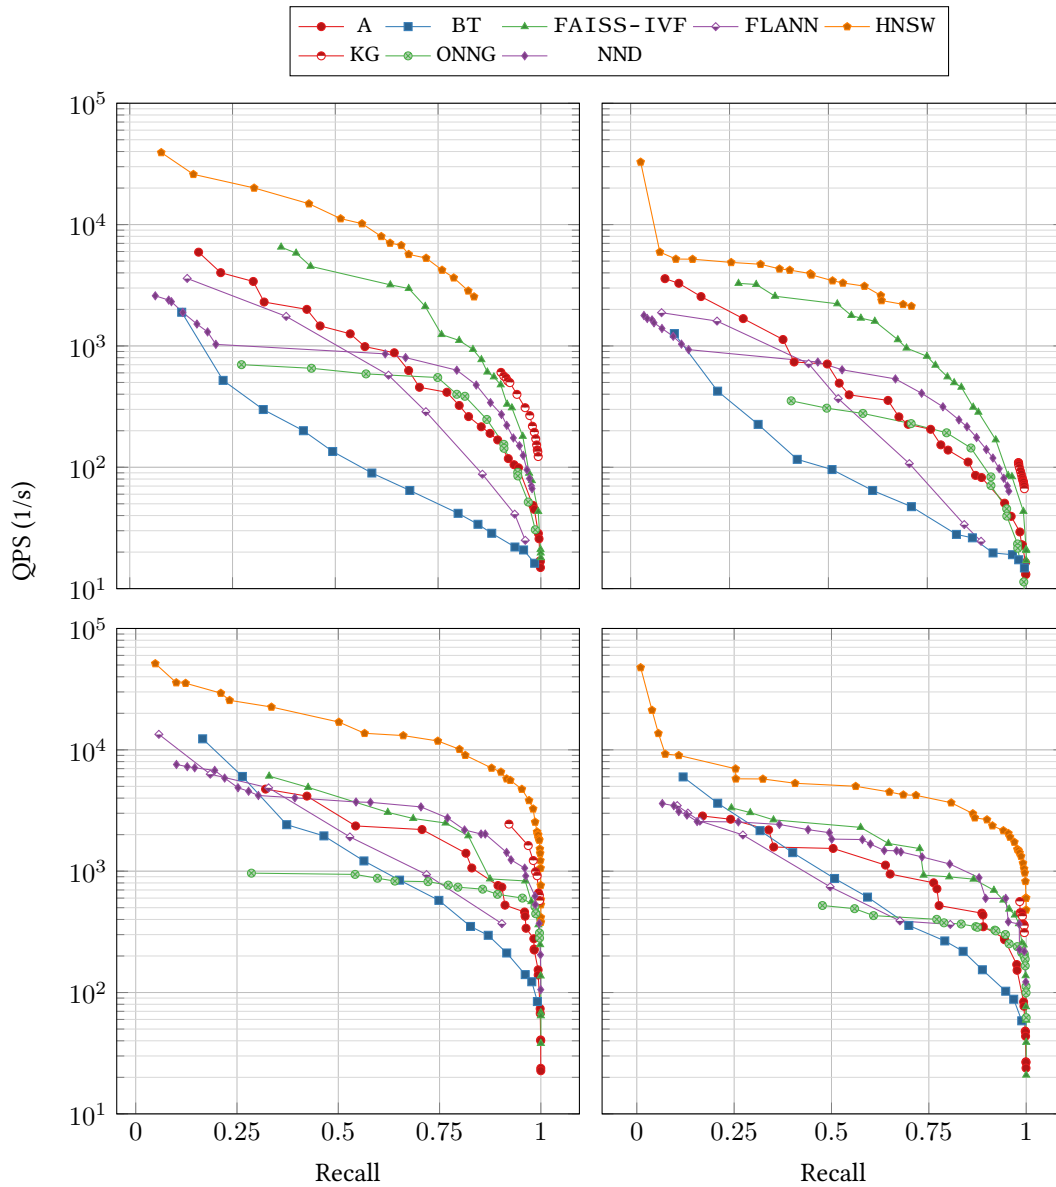 A BT FAISS-IVF FLANN HNSW
KG ONNG NND
10^5
10^4
10^3
10^2
10^1
QPS (1/s)
10^5
10^4
10^3
10^2
10^1
0 0.25 0.5 0.75 1
0 0.25 0.5 0.75 1
Recall Recall